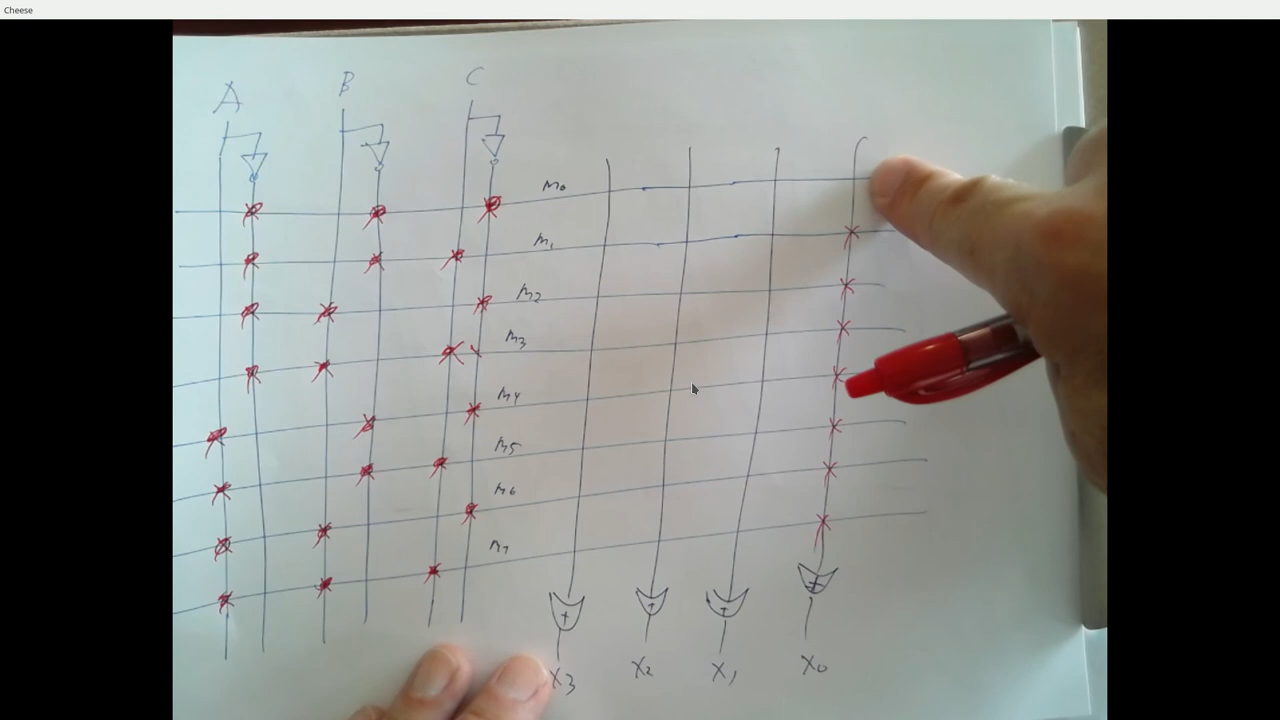 Cheese
A B C
m0
m1
m2
m3
m4
m5
m6
m7
+ + + +
X3 X2 X1 X0